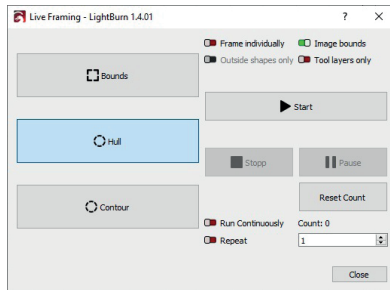 Live Framing - LightBurn 1.4.01
Frame individually
Image bounds
Outside shapes only
Tool layers only
Bounds
Start
Hull
Stopp
Pause
Reset Count
Contour
Run Continuously
Count: 0
Repeat
1
Close